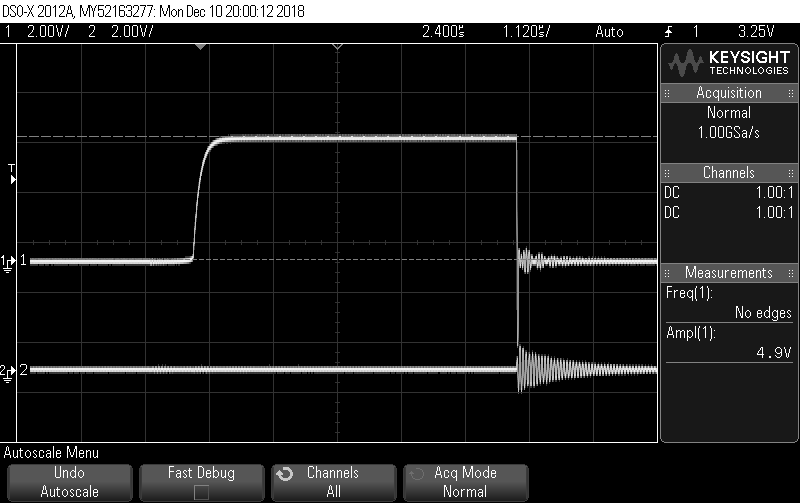 DSO-X 2012A, MY52163277: Mon Dec 10 20:00:12 2018
1 2.00V/ 2 2.00V/ 2.400s 1.120s/ Auto 1 3.25V
KEYSIGHT
TECHNOLOGIES
Acquisition
Normal
1.00GSa/s
Channels
DC 1.00:1
DC 1.00:1
Measurements
Freq(1):
No edges
Ampl(1):
4.9V
T
1 1
2 2
Autoscale Menu
Undo
Autoscale
Fast Debug
Channels
All
Acq Mode
Normal